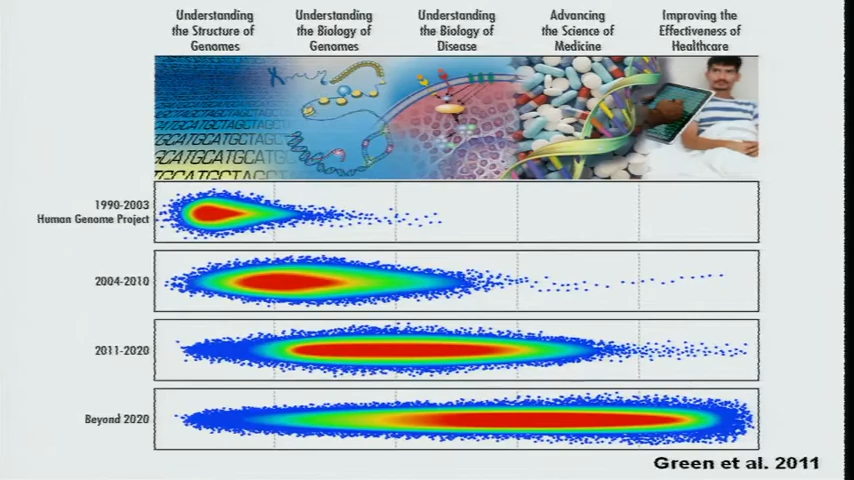 Understanding
the Structure of
Genomes
Understanding
the Biology of
Genomes
Understanding
the Biology of
Disease
Advancing
the Science of
Medicine
Improving the
Effectiveness of
Healthcare
1990-2003
Human Genome Project
2004-2010
2011-2020
Beyond 2020
Green et al. 2011